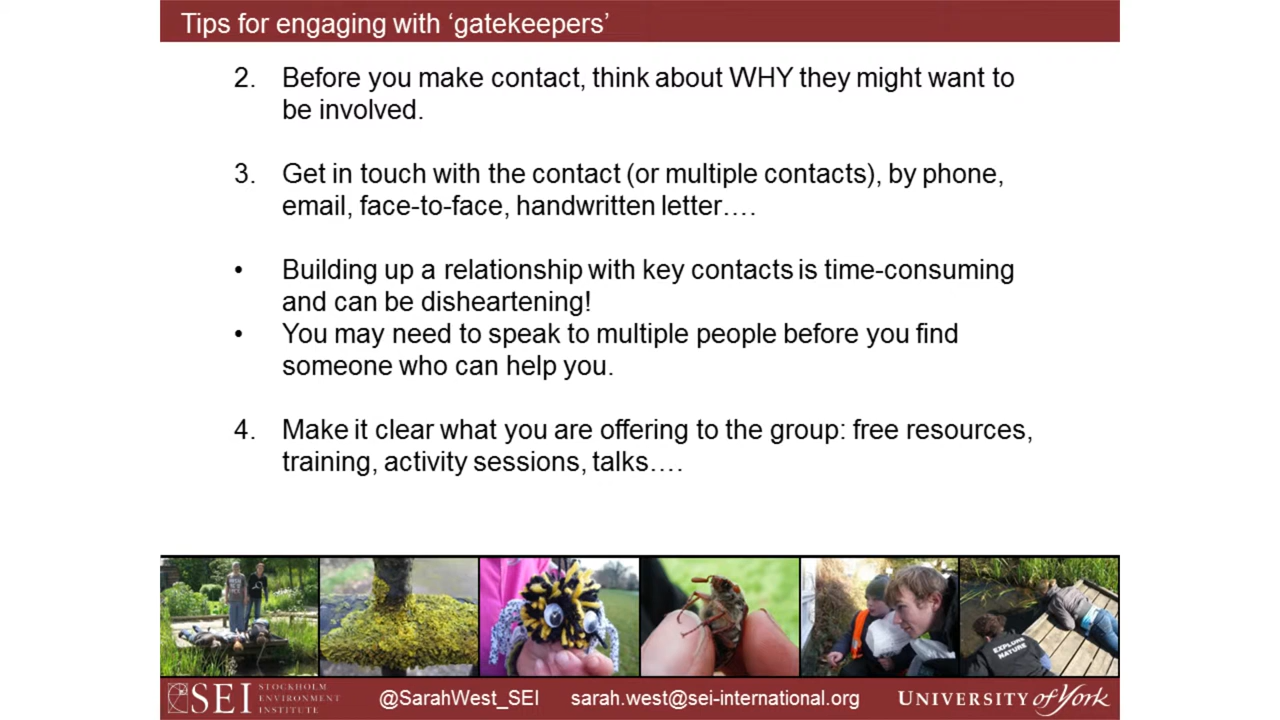 Tips for engaging with ‘gatekeepers’
2. Before you make contact, think about WHY they might want to
be involved.
3. Get in touch with the contact (or multiple contacts), by phone,
email, face-to-face, handwritten letter….
• Building up a relationship with key contacts is time-consuming
and can be disheartening!
• You may need to speak to multiple people before you find
someone who can help you.
4. Make it clear what you are offering to the group: free resources,
training, activity sessions, talks….
EXPLORE
NATURE
SEI STOCKHOLM
ENVIRONMENT
INSTITUTE
@SarahWest_SEI sarah.west@sei-international.org
UNIVERSITY of York